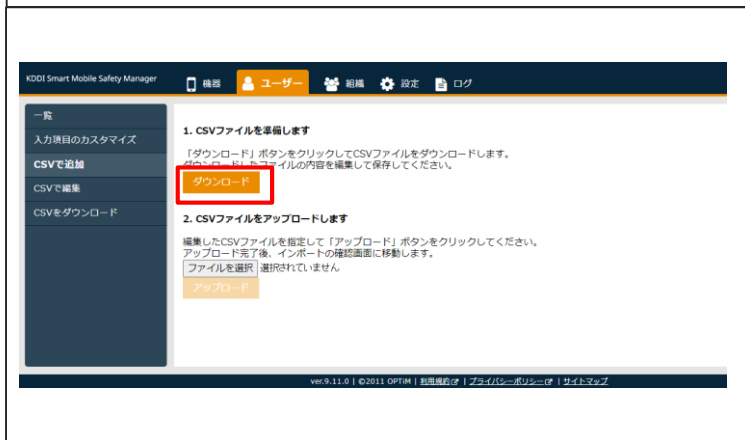 KDDI Smart Mobile Safety Manager
機器 ユーザー 組織 設定 ログ
一覧
入力項目のカスタマイズ
CSVで追加
CSVで編集
CSVをダウンロード
1. CSVファイルを準備します
「ダウンロード」ボタンをクリックしてCSVファイルをダウンロードします。
ダウンロードしたファイルの内容を編集して保存してください。
ダウンロード
2. CSVファイルをアップロードします
編集したCSVファイルを指定して「アップロード」ボタンをクリックしてください。
アップロード完了後、インポートの確認画面に移動します。
ファイルを選択 選択されていません
アップロード
ver.9.11.0 | ©2011 OPTiM | 利用規約 | プライバシーポリシー | サイトマップ